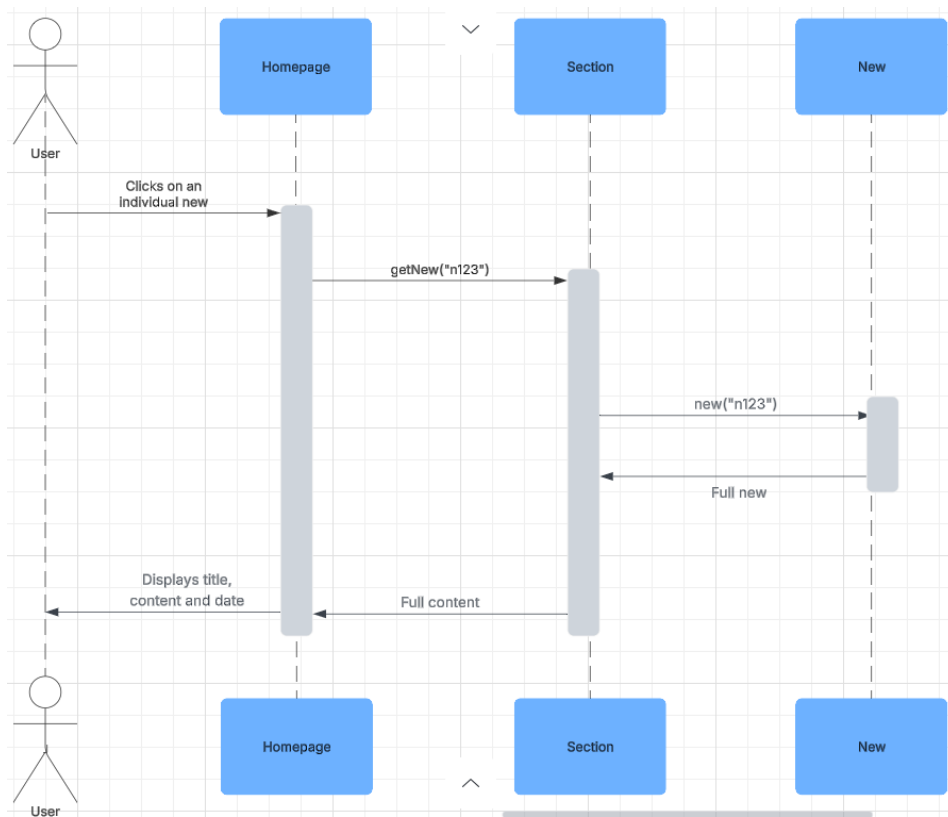 Homepage
Section
New
User
Clicks on an
individual new
getNew("n123")
new("n123")
Full new
Displays title,
content and date
Full content
Homepage
Section
New
User